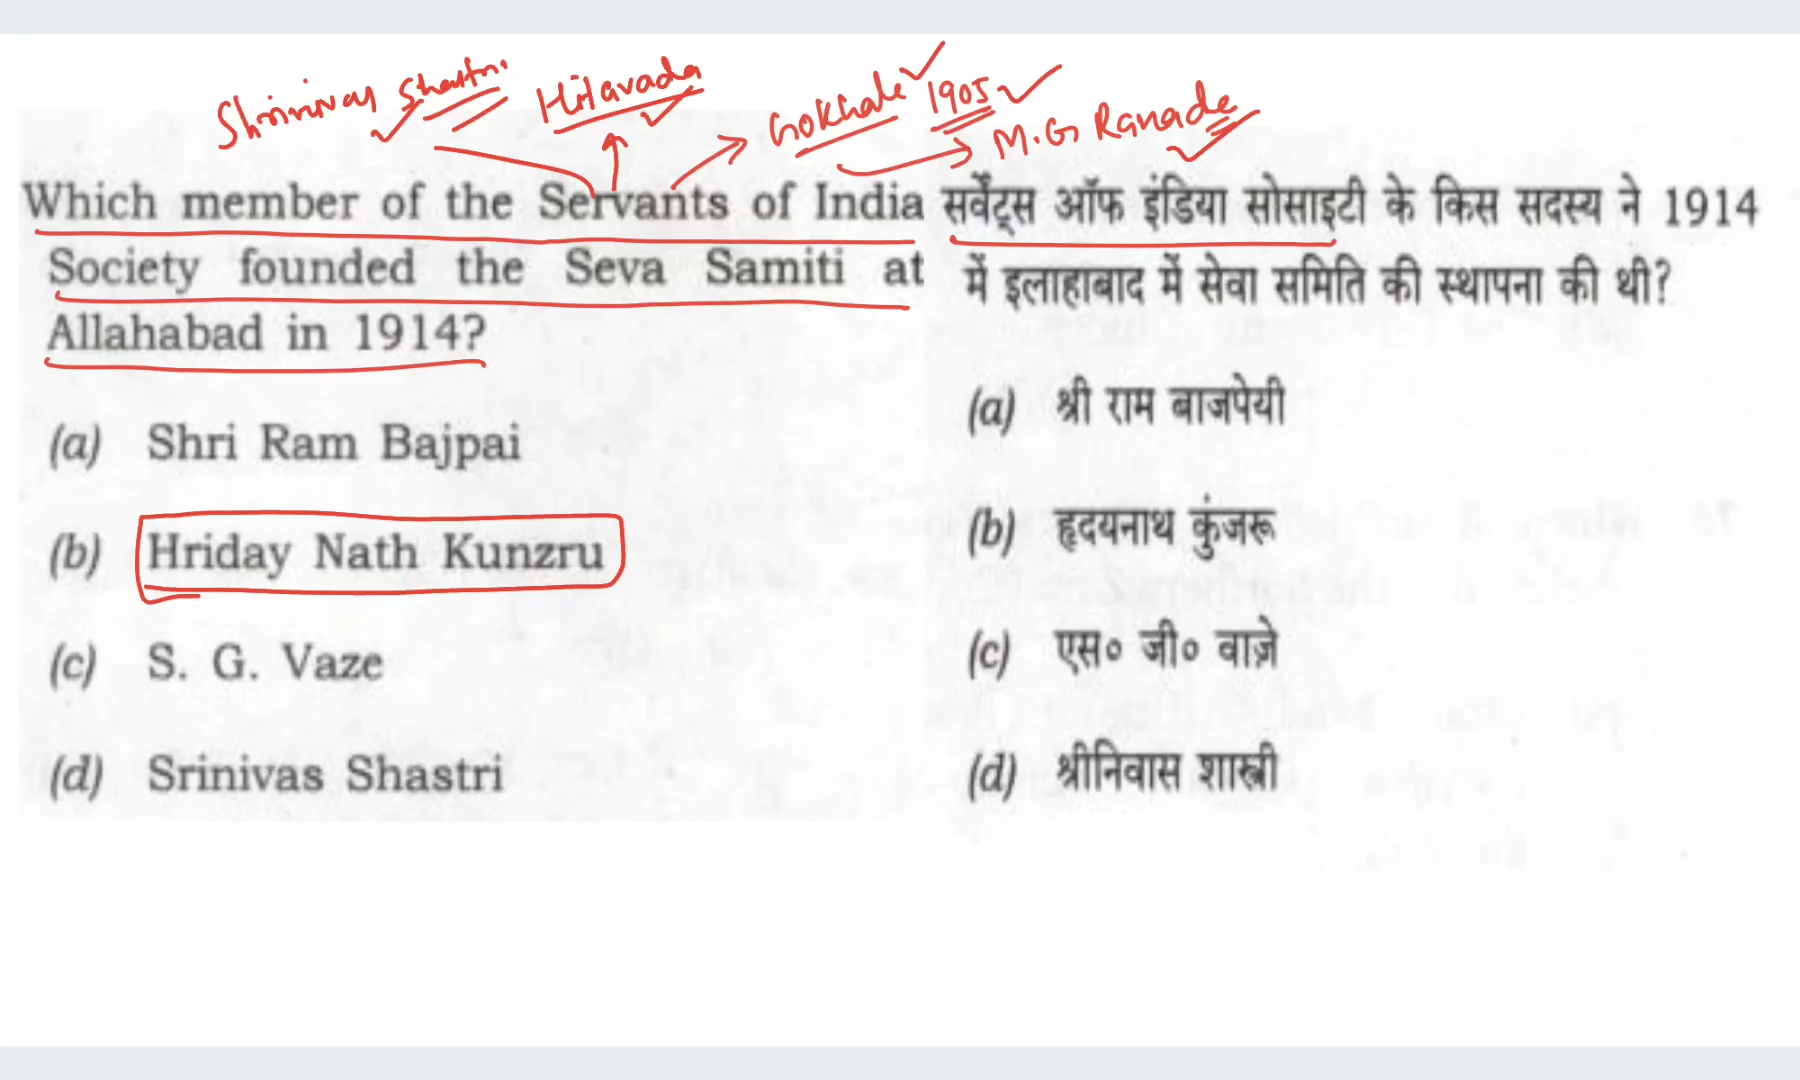 Shrinivas Shastri
Hitavada
Gokhale 1905
M.G Ranade
Which member of the Servants of India
Society founded the Seva Samiti at
Allahabad in 1914?
(a) Shri Ram Bajpai
(b) Hriday Nath Kunzru
(c) S. G. Vaze
(d) Srinivas Shastri
सर्वेंट्स ऑफ इंडिया सोसाइटी के किस सदस्य ने 1914
में इलाहाबाद में सेवा समिति की स्थापना की थी?
(a) श्री राम बाजपेयी
(b) हृदयनाथ कुंजरू
(c) एस० जी० वाज़े
(d) श्रीनिवास शास्त्री